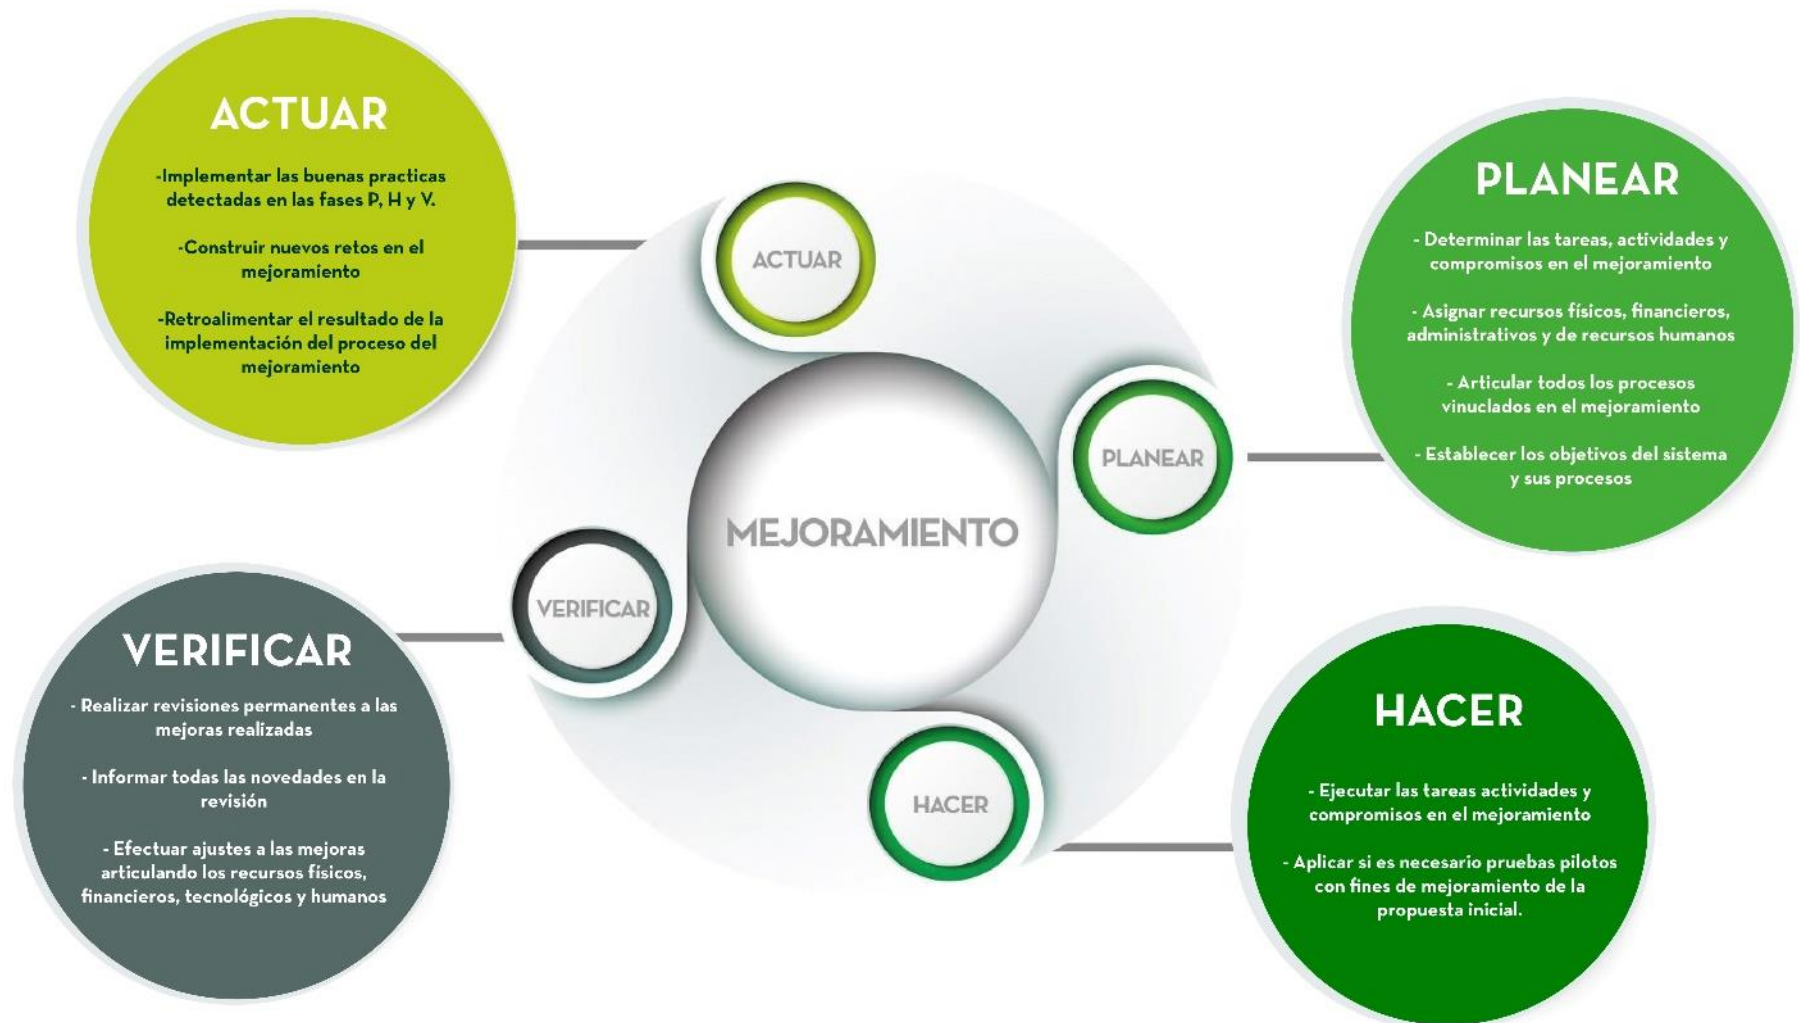 ACTUAR
-Implementar las buenas practicas
detectadas en las fases P, H y V.
-Construir nuevos retos en el
mejoramiento
-Retroalimentar el resultado de la
implementación del proceso del
mejoramiento
PLANEAR
- Determinar las tareas, actividades y
compromisos en el mejoramiento
- Asignar recursos físicos, financieros,
administrativos y de recursos humanos
- Articular todos los procesos
vinuclados en el mejoramiento
- Establecer los objetivos del sistema
y sus procesos
ACTUAR
PLANEAR
MEJORAMIENTO
VERIFICAR
HACER
VERIFICAR
- Realizar revisiones permanentes a las
mejoras realizadas
- Informar todas las novedades en la
revisión
- Efectuar ajustes a las mejoras
articulando los recursos físicos,
financieros, tecnológicos y humanos
HACER
- Ejecutar las tareas actividades y
compromisos en el mejoramiento
- Aplicar si es necesario pruebas pilotos
con fines de mejoramiento de la
propuesta inicial.